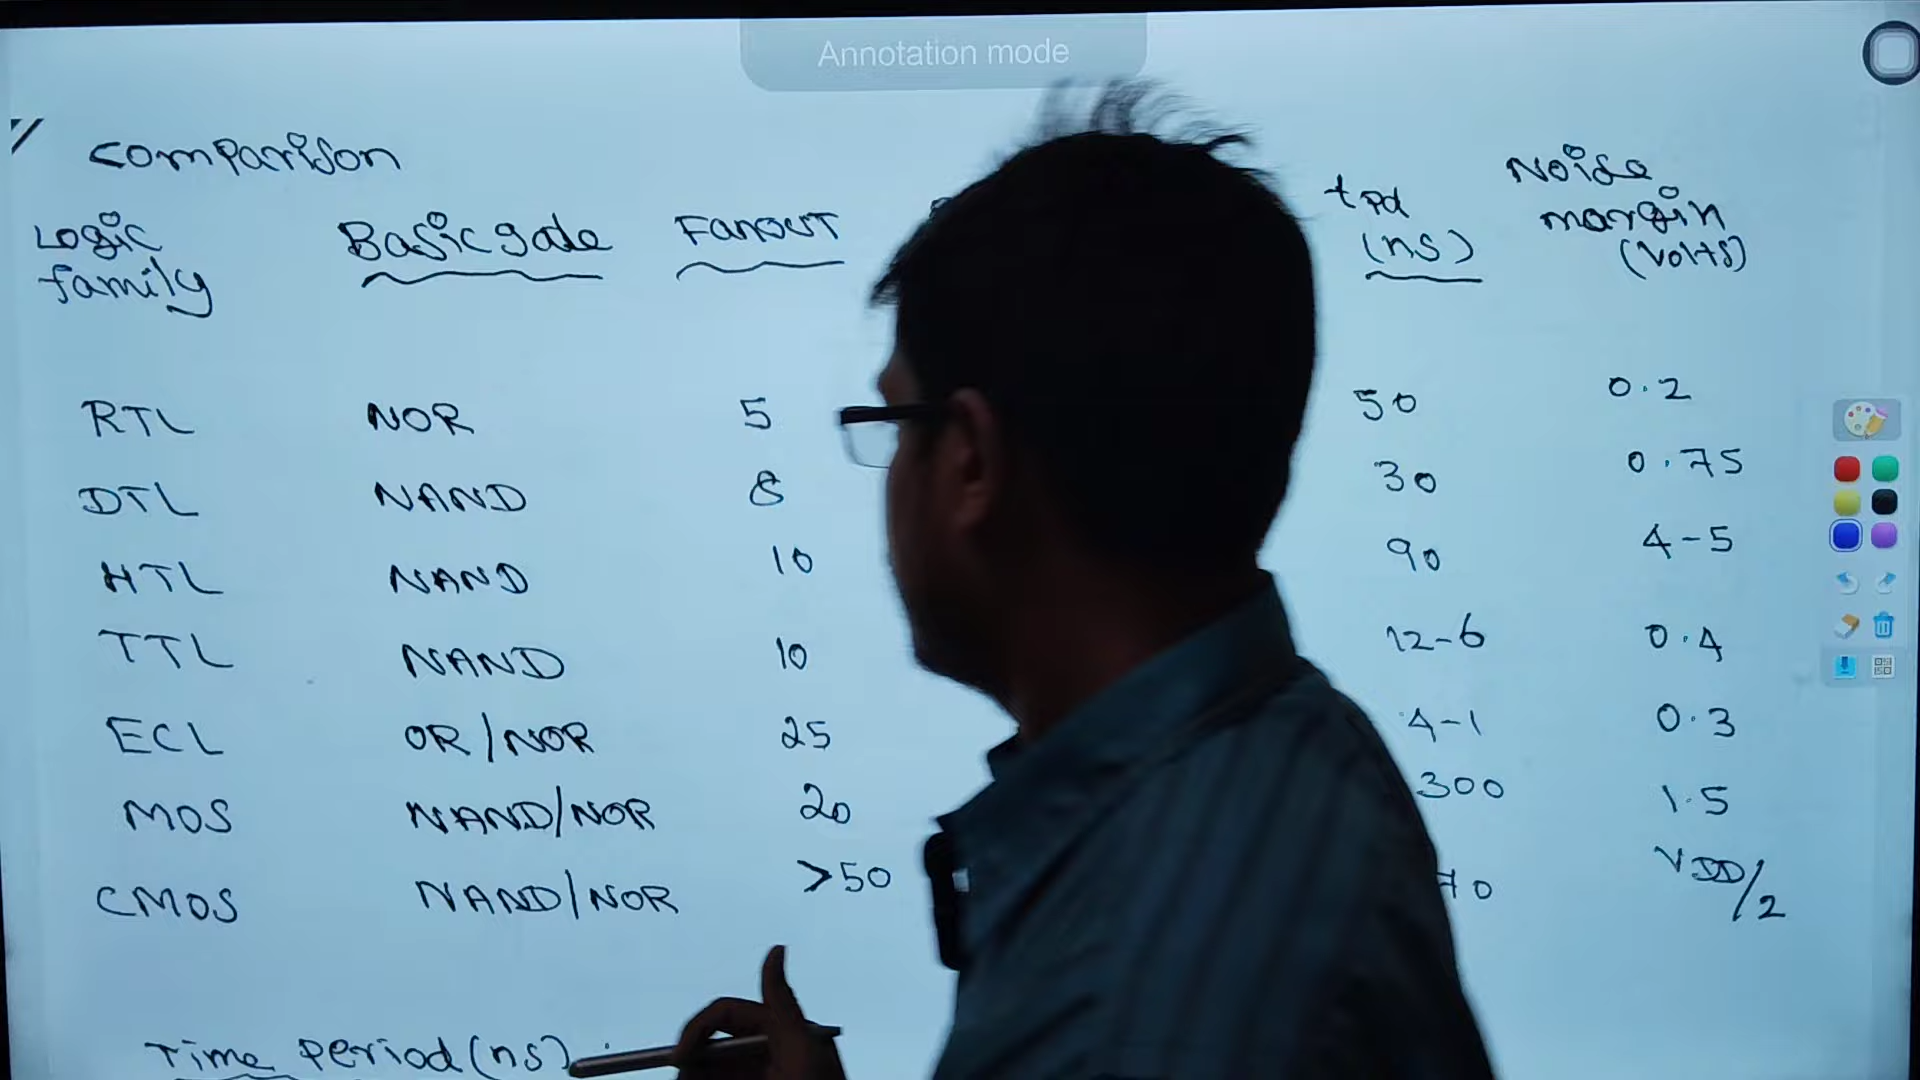 Annotation mode
Comparison
Logic family Basic gate Fanout tpd (ns) Noise margin (Volts)
RTL NOR 5 50 0.2
DTL NAND 8 30 0.75
HTL NAND 10 90 4-5
TTL NAND 10 12-6 0.4
ECL OR/NOR 25 4-1 0.3
MOS NAND/NOR 20 300 1.5
CMOS NAND/NOR >50 70 VDD/2
Time period (ns)